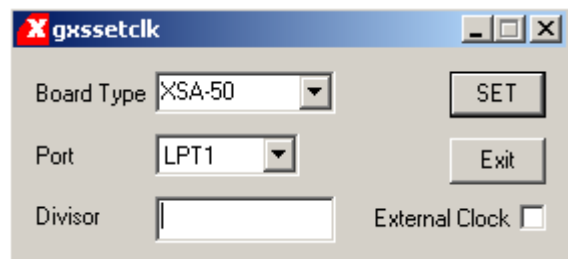 gxssetclk
Board Type XSA-50 SET
Port LPT1 Exit
Divisor External Clock